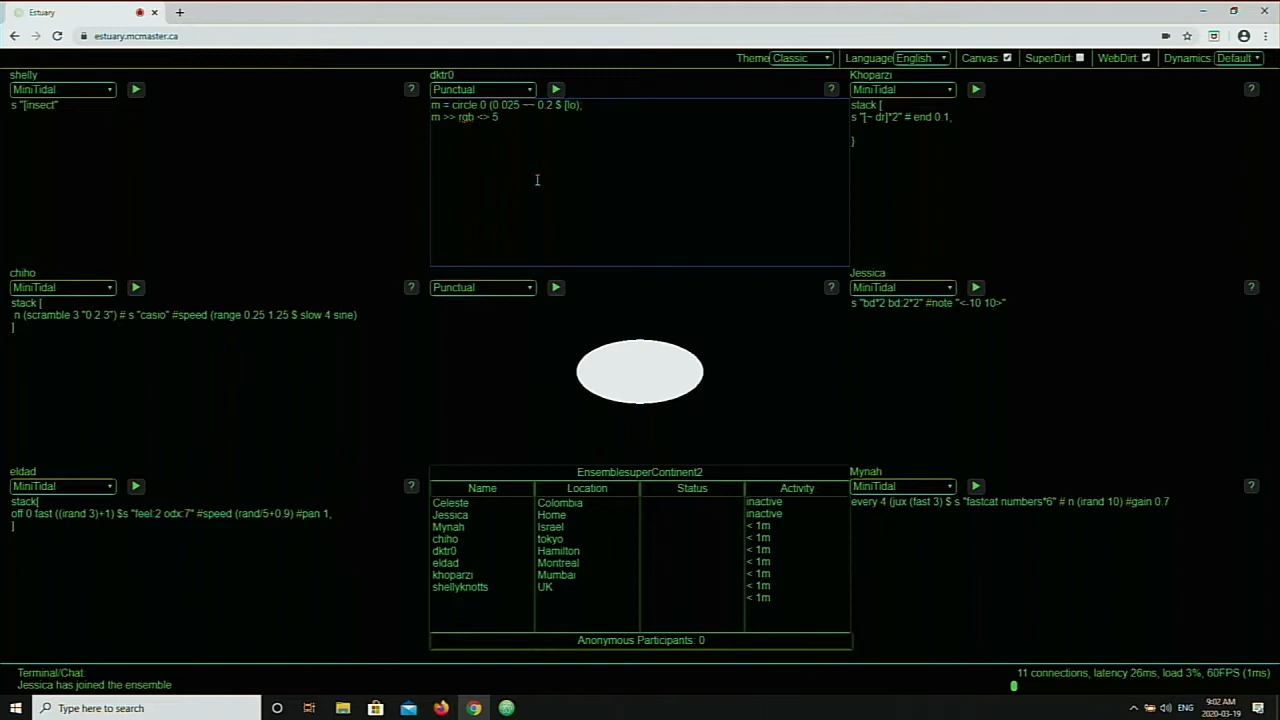 Estuary
estuary.mcmaster.ca
Theme Classic Language English Canvas SuperDirt: WebDirt Dynamics Default
shelly
MiniTidal ?
s "[insect"
dktr0
Punctual ?
m = circle 0 (0.025 ~~ 0.2 $ [lo),
m >> rgb <> 5
Khoparzi
MiniTidal ?
stack [
s "[~ dr]*2" # end 0.1,
}
chiho
MiniTidal ?
stack [
n (scramble 3 "0 2 3") # s "casio" #speed (range 0.25 1.25 $ slow 4 sine)
]
Punctual ?
Jessica
MiniTidal ?
s "bd*2 bd:2*2" #note "<-10 10>"
eldad
MiniTidal ?
stack[
off 0 fast ((irand 3)+1) $s "feel:2 odx:7" #speed (rand/5+0.9) #pan 1,
]
EnsemblesuperContinent2
Name Location Status Activity
Celeste Colombia inactive
Jessica Home inactive
Mynah Israel < 1m
chiho tokyo < 1m
dktr0 Hamilton < 1m
eldad Montreal < 1m
khoparzi Mumbai < 1m
shellyknotts UK < 1m
< 1m
Anonymous Participants: 0
Mynah
MiniTidal ?
every 4 (jux (fast 3) $ s "fastcat numbers*6" # n (irand 10) #gain 0.7
Terminal/Chat:
Jessica has joined the ensemble
11 connections, latency 26ms, load 3%, 60FPS (1ms)
Type here to search
ENG
9:02 AM
2020-03-19